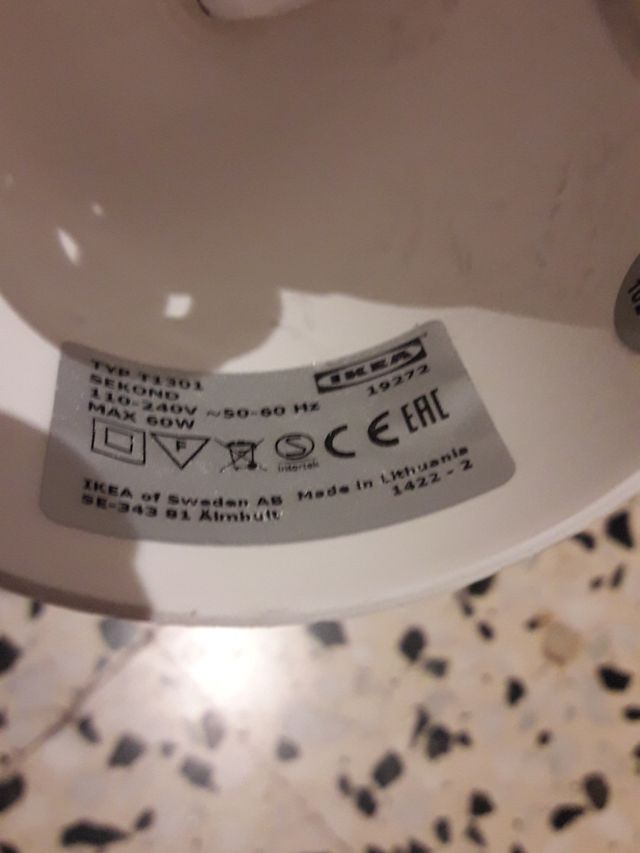 TYP T1301
SEKOND
110-240V ~50-60 Hz
MAX 60W
IKEA
19272
F
S
Intertek
CE EAC
IKEA of Sweden AB Made in Lithuania
SE-343 81 Älmhult 1422 - 2